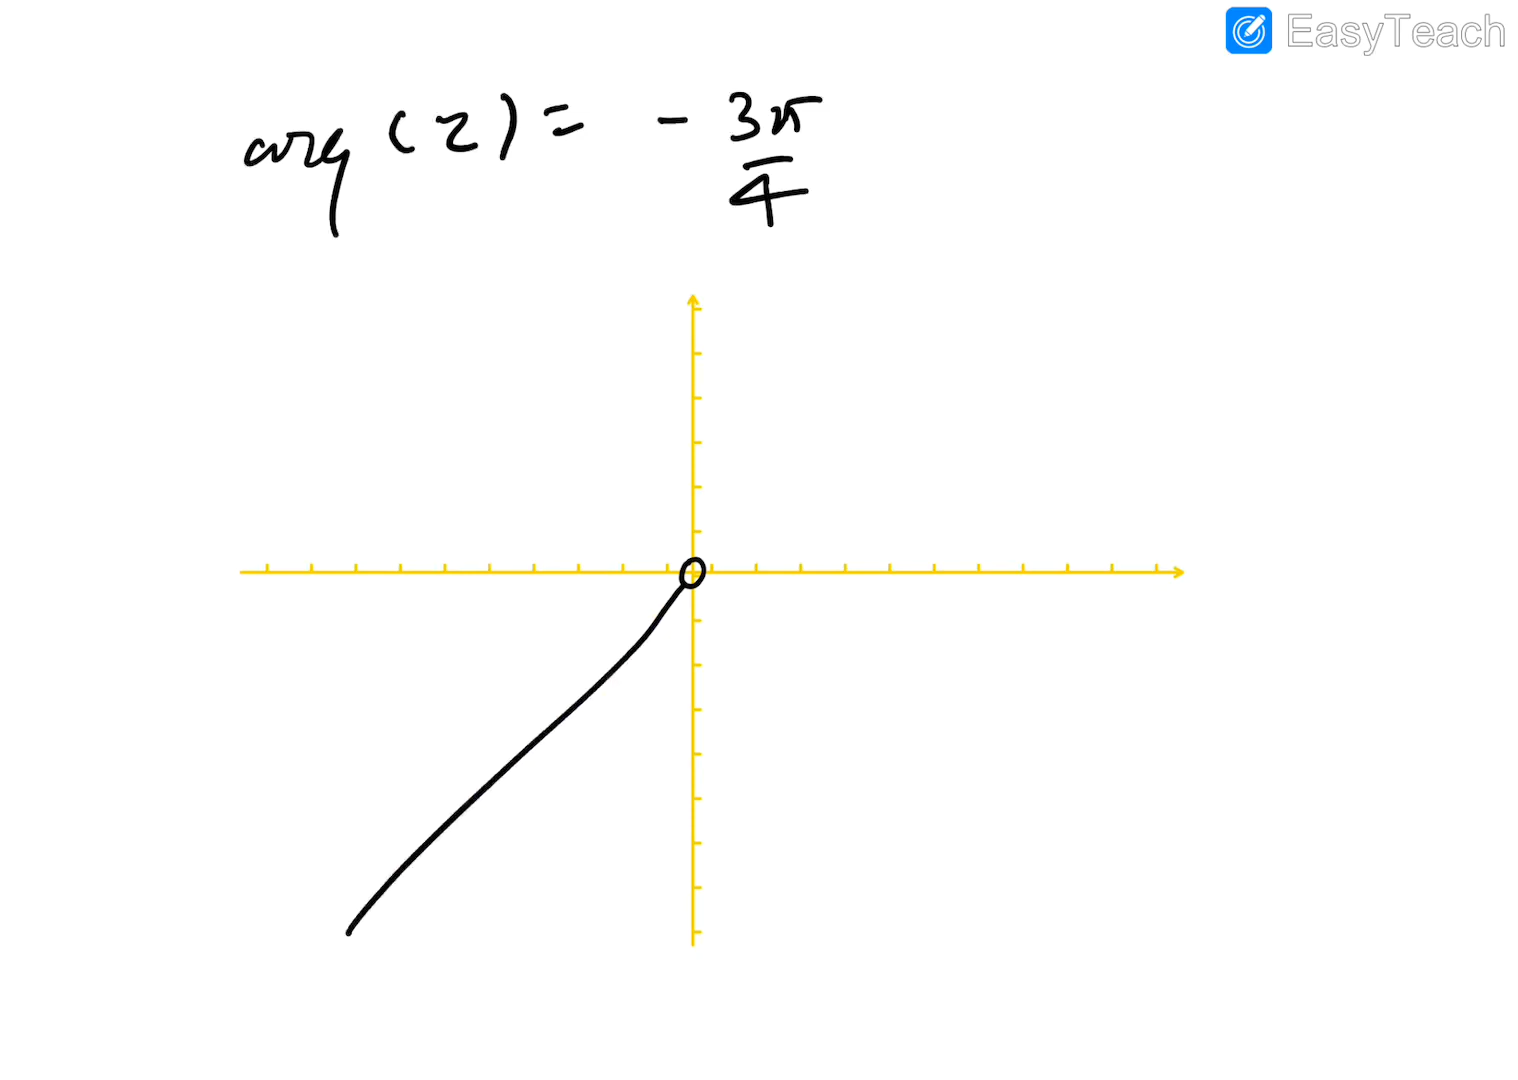 EasyTeach
arg (z) = - 3π/4